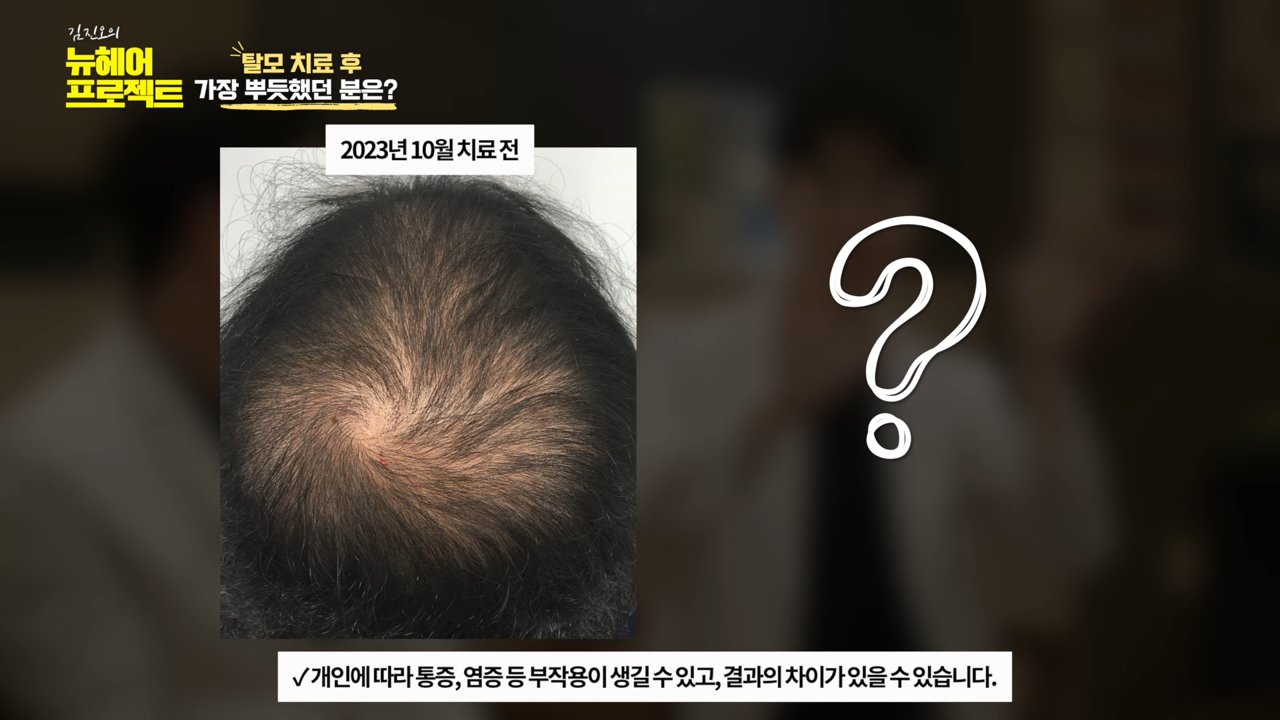 김진오의
뉴헤어
프로젝트
탈모 치료 후
가장 뿌듯했던 분은?
2023년 10월 치료 전
?
✓개인에 따라 통증, 염증 등 부작용이 생길 수 있고, 결과의 차이가 있을 수 있습니다.